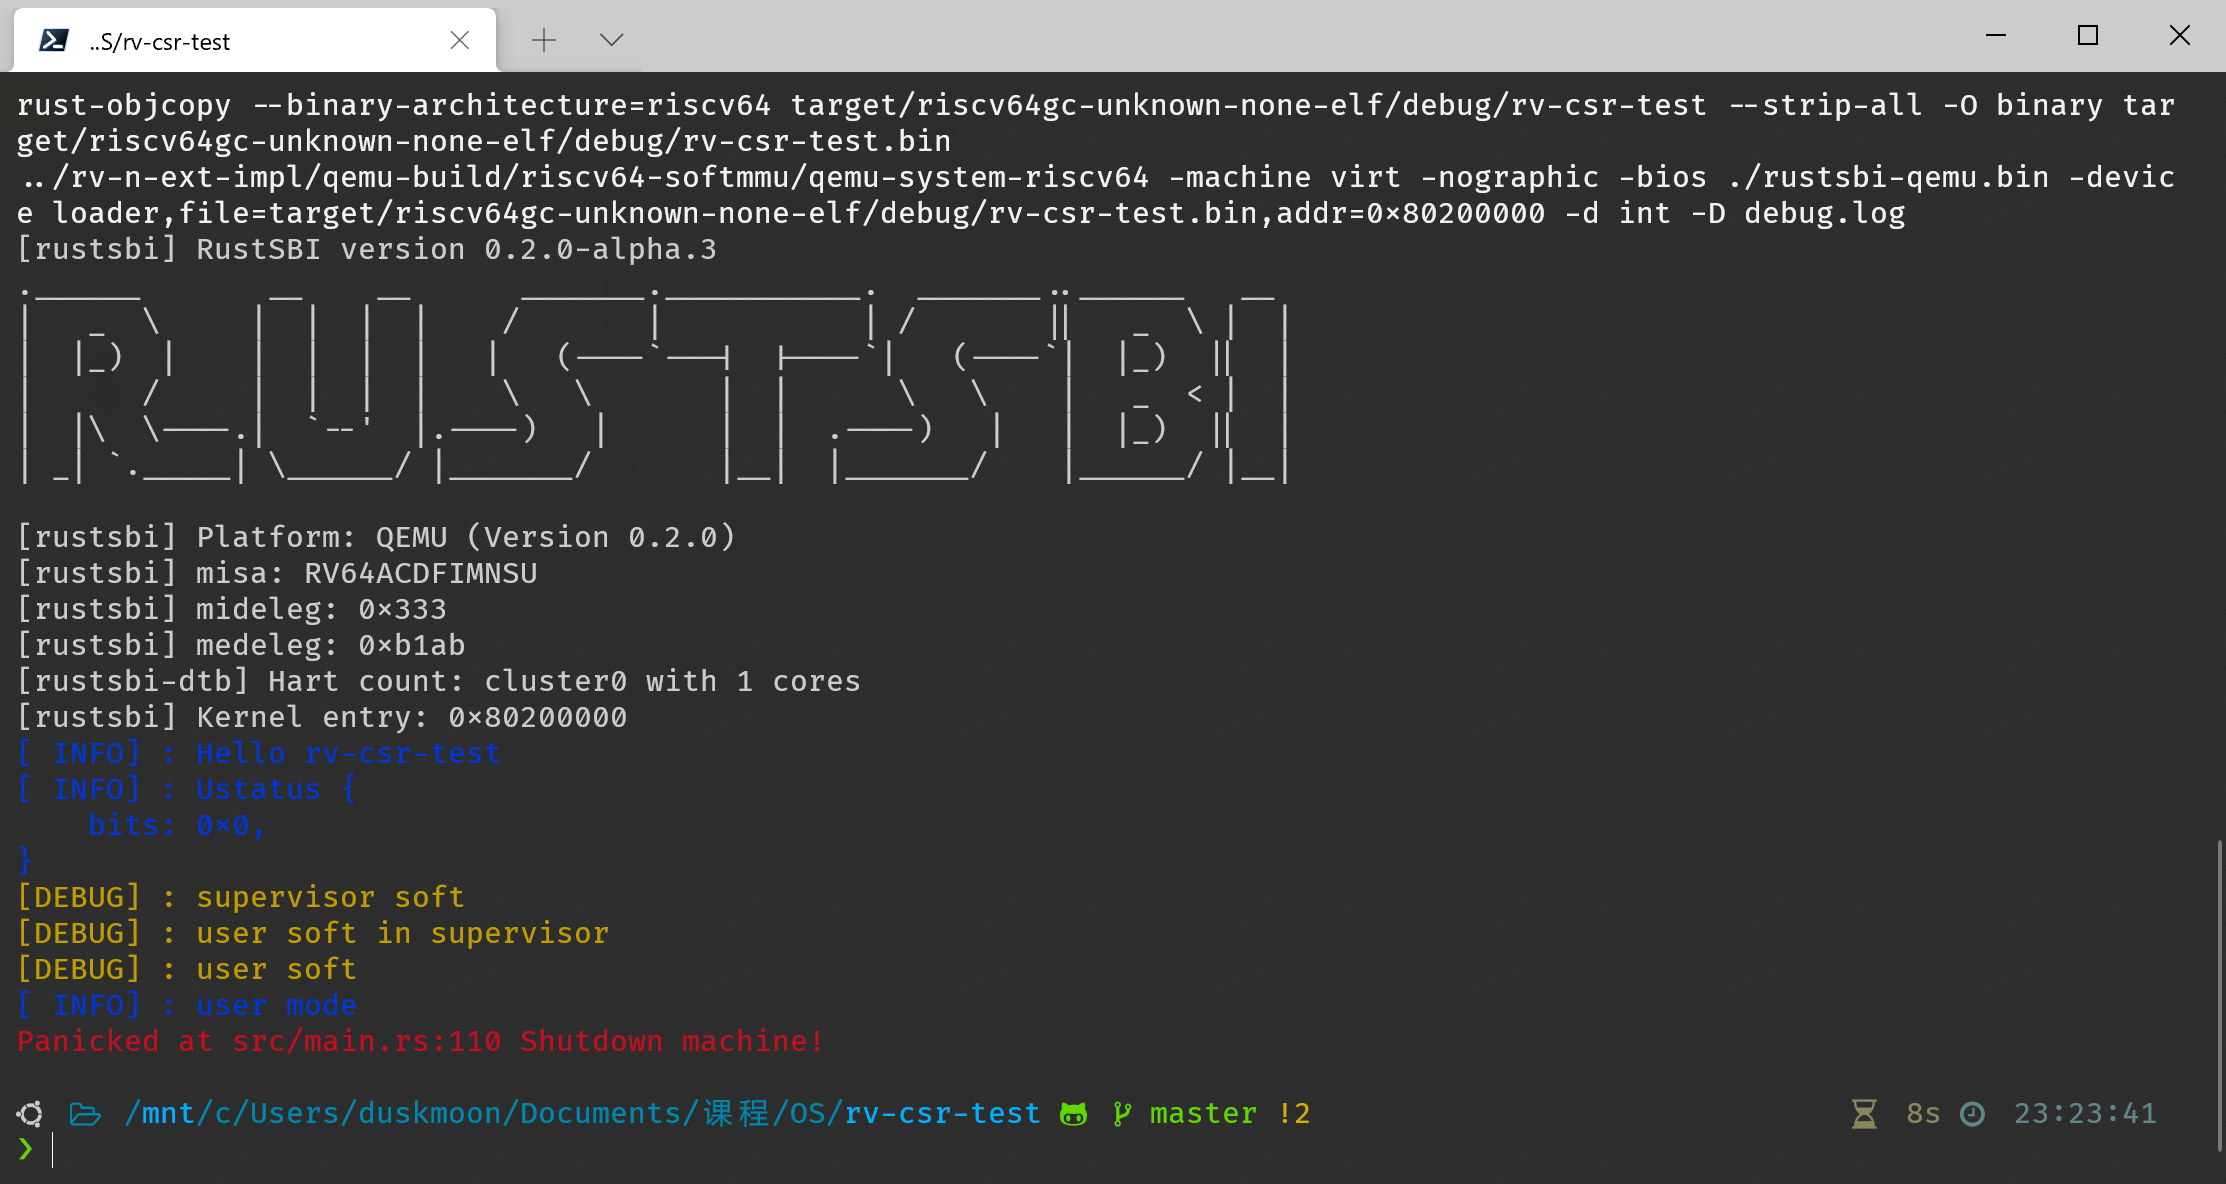 ..S/rv-csr-test
rust-objcopy --binary-architecture=riscv64 target/riscv64gc-unknown-none-elf/debug/rv-csr-test --strip-all -O binary tar
get/riscv64gc-unknown-none-elf/debug/rv-csr-test.bin
../rv-n-ext-impl/qemu-build/riscv64-softmmu/qemu-system-riscv64 -machine virt -nographic -bios ./rustsbi-qemu.bin -devic
e loader,file=target/riscv64gc-unknown-none-elf/debug/rv-csr-test.bin,addr=0x80200000 -d int -D debug.log
[rustsbi] RustSBI version 0.2.0-alpha.3
RUSTSBI
[rustsbi] Platform: QEMU (Version 0.2.0)
[rustsbi] misa: RV64ACDFIMNSU
[rustsbi] mideleg: 0x333
[rustsbi] medeleg: 0xb1ab
[rustsbi-dtb] Hart count: cluster0 with 1 cores
[rustsbi] Kernel entry: 0x80200000
[ INFO] : Hello rv-csr-test
[ INFO] : Ustatus {
    bits: 0x0,
}
[DEBUG] : supervisor soft
[DEBUG] : user soft in supervisor
[DEBUG] : user soft
[ INFO] : user mode
Panicked at src/main.rs:110 Shutdown machine!
/mnt/c/Users/duskmoon/Documents/课程/OS/rv-csr-test master !2 8s 23:23:41
❯